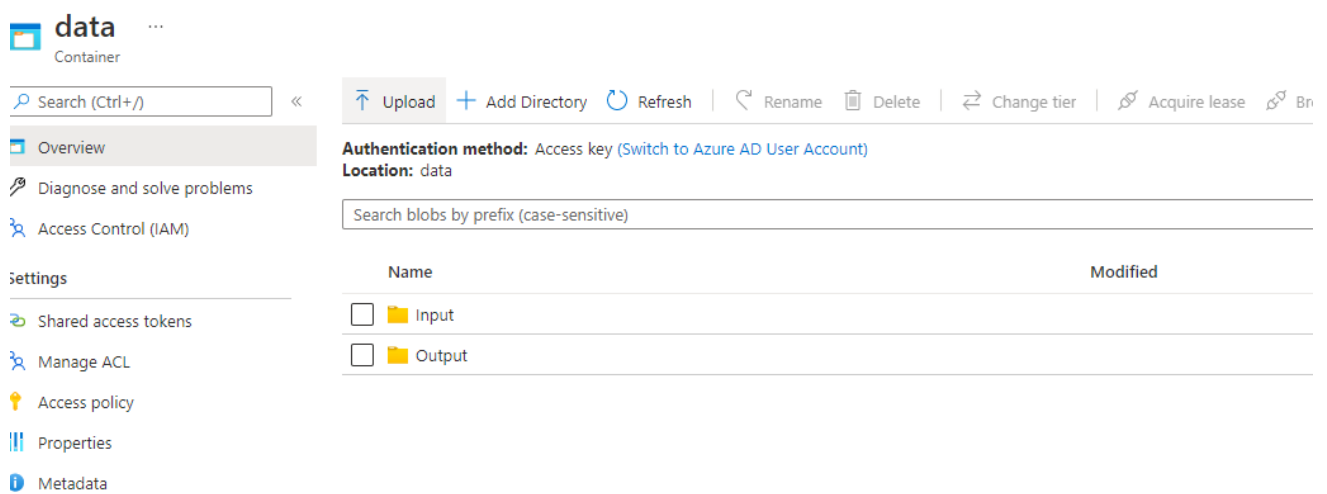 data ...
Container
Search (Ctrl+/) «
Overview
Diagnose and solve problems
Access Control (IAM)
Settings
Shared access tokens
Manage ACL
Access policy
Properties
Metadata
Upload Add Directory Refresh Rename Delete Change tier Acquire lease
Authentication method: Access key (Switch to Azure AD User Account)
Location: data
Search blobs by prefix (case-sensitive)
Name Modified
Input
Output